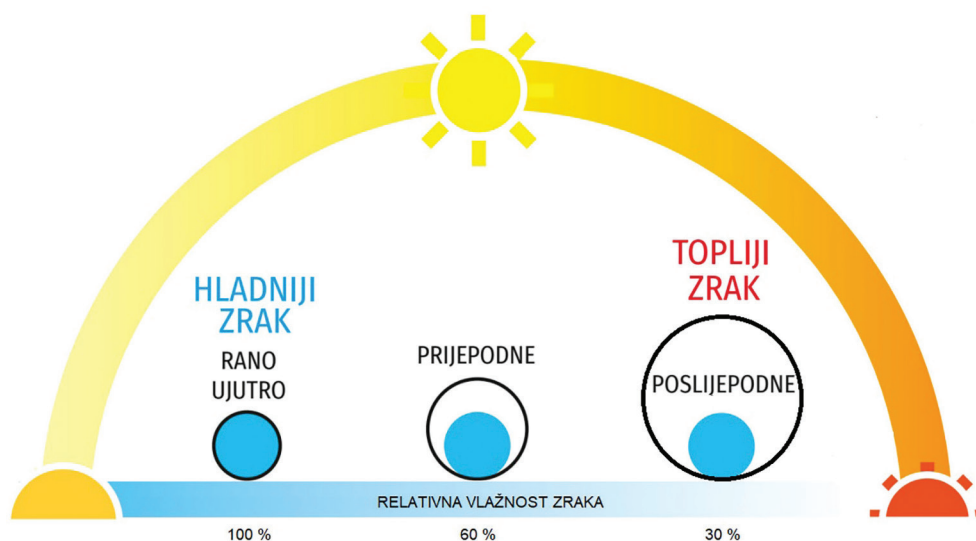 HLADNIJI
ZRAK
RANO
UJUTRO
PRIJEPODNE
TOPLIJI
ZRAK
POSLIJEPODNE
RELATIVNA VLAŽNOST ZRAKA
100 %
60 %
30 %